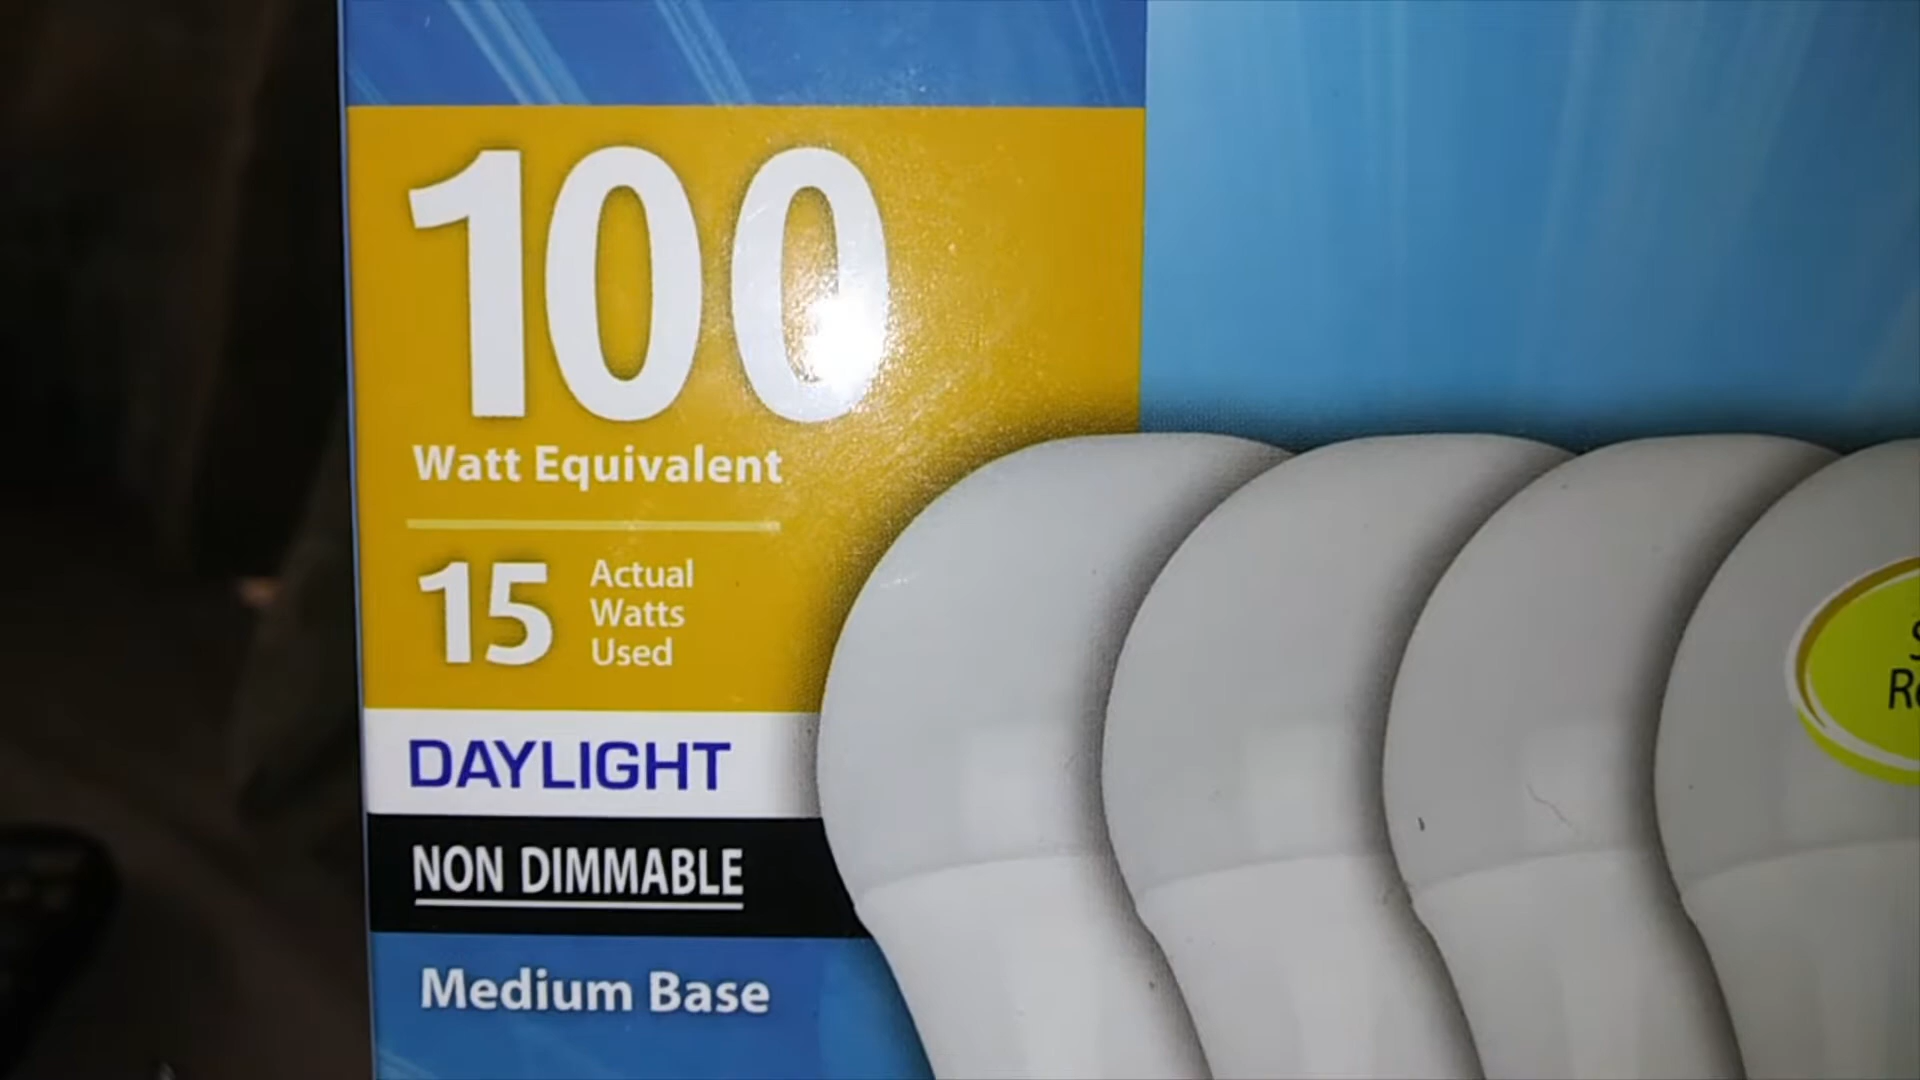 100
Watt Equivalent
15
Actual
Watts
Used
DAYLIGHT
NON DIMMABLE
Medium Base